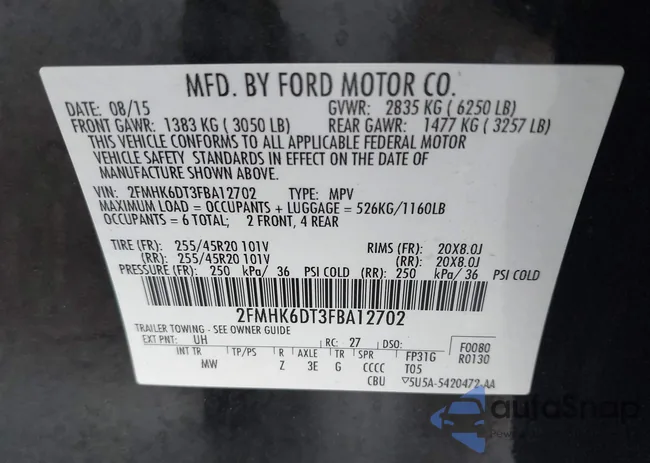 MFD. BY FORD MOTOR CO.
DATE: 08/15 GVWR: 2835 KG ( 6250 LB)
FRONT GAWR: 1383 KG ( 3050 LB) REAR GAWR: 1477 KG ( 3257 LB)
THIS VEHICLE CONFORMS TO ALL APPLICABLE FEDERAL MOTOR
VEHICLE SAFETY STANDARDS IN EFFECT ON THE DATE OF
MANUFACTURE SHOWN ABOVE.
VIN: 2FMHK6DT3FBA12702 TYPE: MPV
MAXIMUM LOAD = OCCUPANTS + LUGGAGE = 526KG/1160LB
OCCUPANTS = 6 TOTAL; 2 FRONT, 4 REAR
TIRE (FR): 255/45R20 101V RIMS (FR): 20X8.0J
(RR): 255/45R20 101V (RR): 20X8.0J
PRESSURE (FR): 250 kPa/ 36 PSI COLD (RR): 250 kPa/ 36 PSI COLD
2FMHK6DT3FBA12702
TRAILER TOWING - SEE OWNER GUIDE
EXT PNT: UH RC: 27 DSO: F0080
R0130
INT TR TP/PS R AXLE TR SPR FP31G
MW Z 3E G CCCC T05
CBU 5U5A-5420472-AA
autoSnap